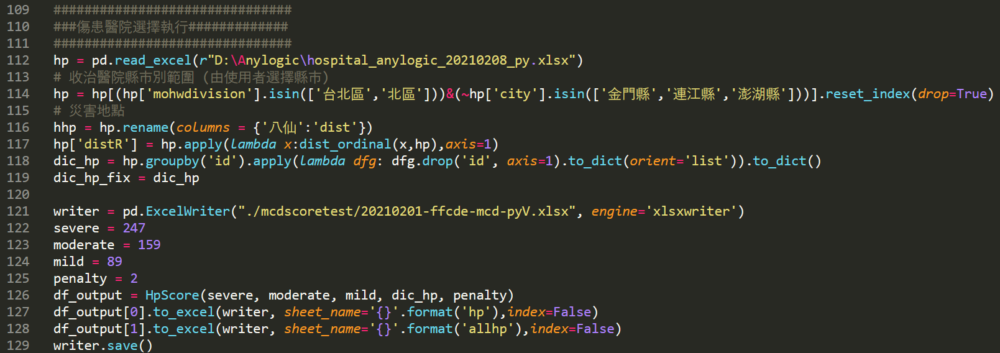 109 ###############################
110 ###傷患醫院選擇執行#############
111 ###############################
112 hp = pd.read_excel(r"D:\Anylogic\hospital_anylogic_20210208_py.xlsx")
113 # 收治醫院縣市別範圍 (由使用者選擇縣市)
114 hp = hp[(hp['mohwdivision'].isin(['台北區','北區']))&(~hp['city'].isin(['金門縣','連江縣','澎湖縣']))].reset_index(drop=True)
115 # 災害地點
116 hhp = hp.rename(columns = {'八仙':'dist'})
117 hp['distR'] = hp.apply(lambda x:dist_ordinal(x,hp),axis=1)
118 dic_hp = hp.groupby('id').apply(lambda dfg: dfg.drop('id', axis=1).to_dict(orient='list')).to_dict()
119 dic_hp_fix = dic_hp
120
121 writer = pd.ExcelWriter("./mcdscoretest/20210201-ffcde-mcd-pyV.xlsx", engine='xlsxwriter')
122 severe = 247
123 moderate = 159
124 mild = 89
125 penalty = 2
126 df_output = HpScore(severe, moderate, mild, dic_hp, penalty)
127 df_output[0].to_excel(writer, sheet_name='{}'.format('hp'),index=False)
128 df_output[1].to_excel(writer, sheet_name='{}'.format('allhp'),index=False)
129 writer.save()